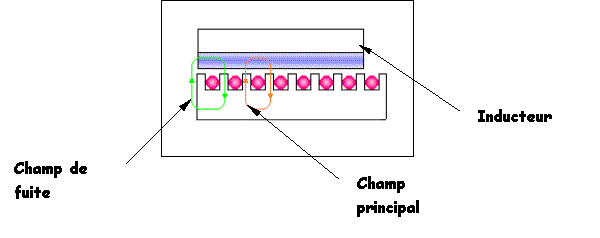 Inducteur
Champ de
fuite
Champ
principal